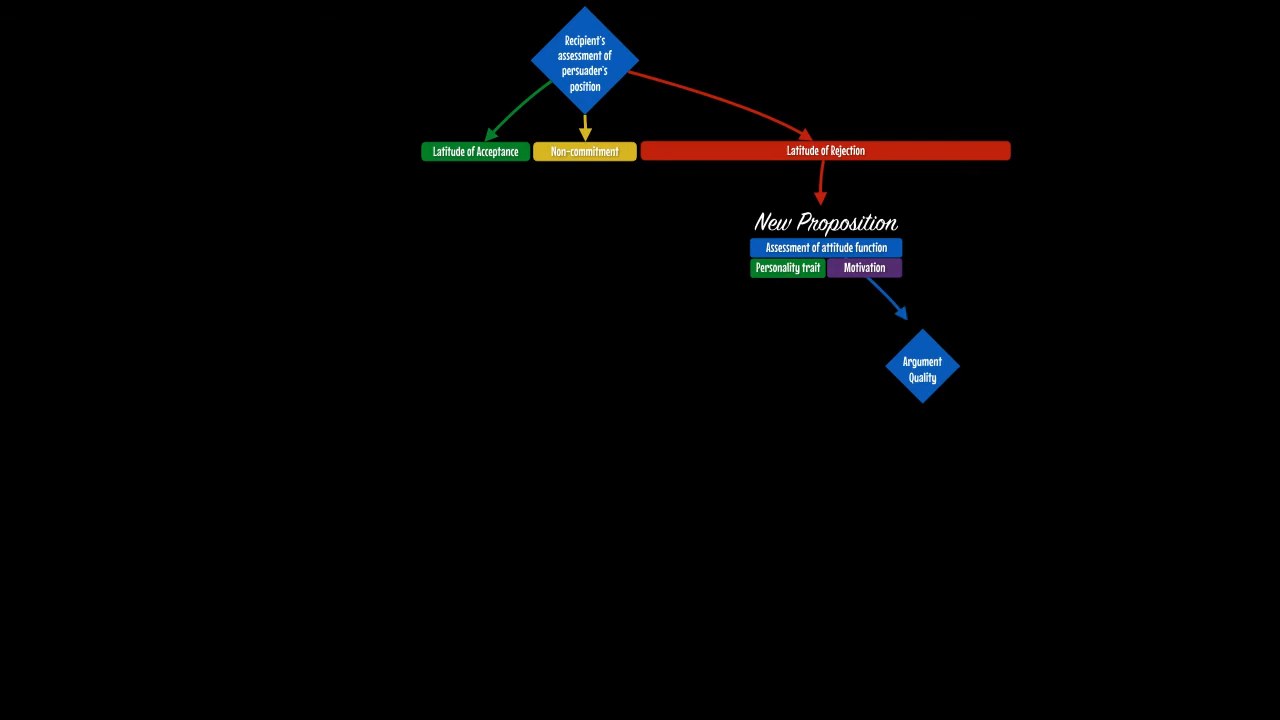 Recipient's
assessment of
persuader's
position
Latitude of Acceptance
Non-commitment
Latitude of Rejection
New Proposition
Assessment of attitude function
Personality trait
Motivation
Argument
Quality